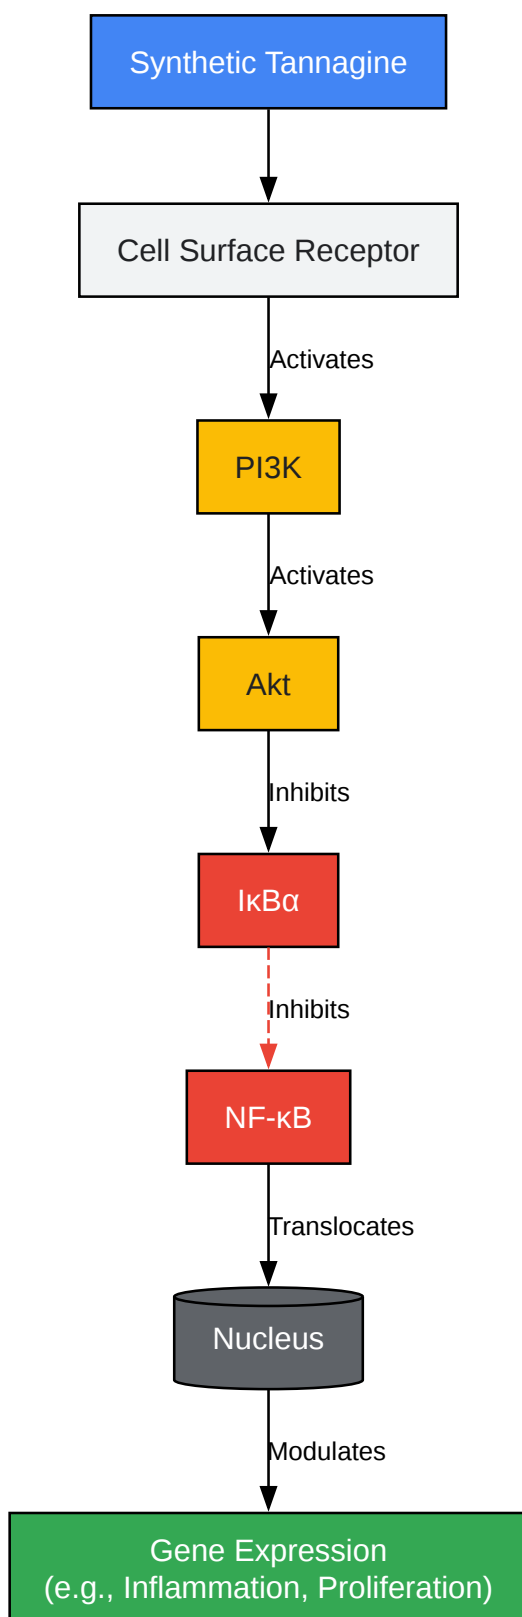 Synthetic Tannagine
Cell Surface Receptor
Activates
PI3K
Activates
Akt
Inhibits
IκBα
Inhibits
NF-κB
Translocates
Nucleus
Modulates
Gene Expression
(e.g., Inflammation, Proliferation)